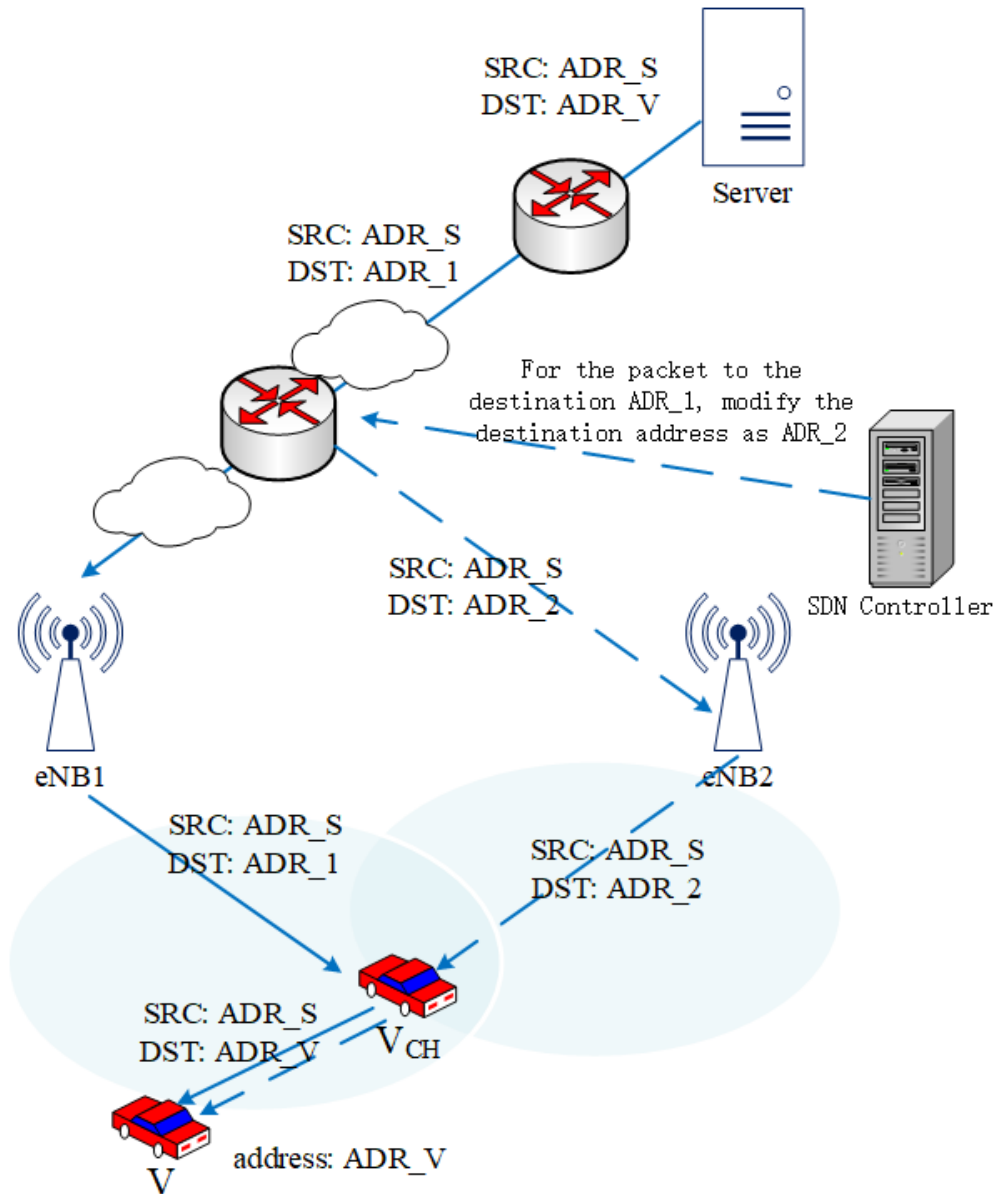 SRC: ADR_S
DST: ADR_V
Server
SRC: ADR_S
DST: ADR_1
For the packet to the
destination ADR_1, modify the
destination address as ADR_2
SRC: ADR_S
DST: ADR_2
SDN Controller
eNB1
eNB2
SRC: ADR_S
DST: ADR_1
SRC: ADR_S
DST: ADR_2
SRC: ADR_S
DST: ADR_V
VCH
V
address: ADR_V